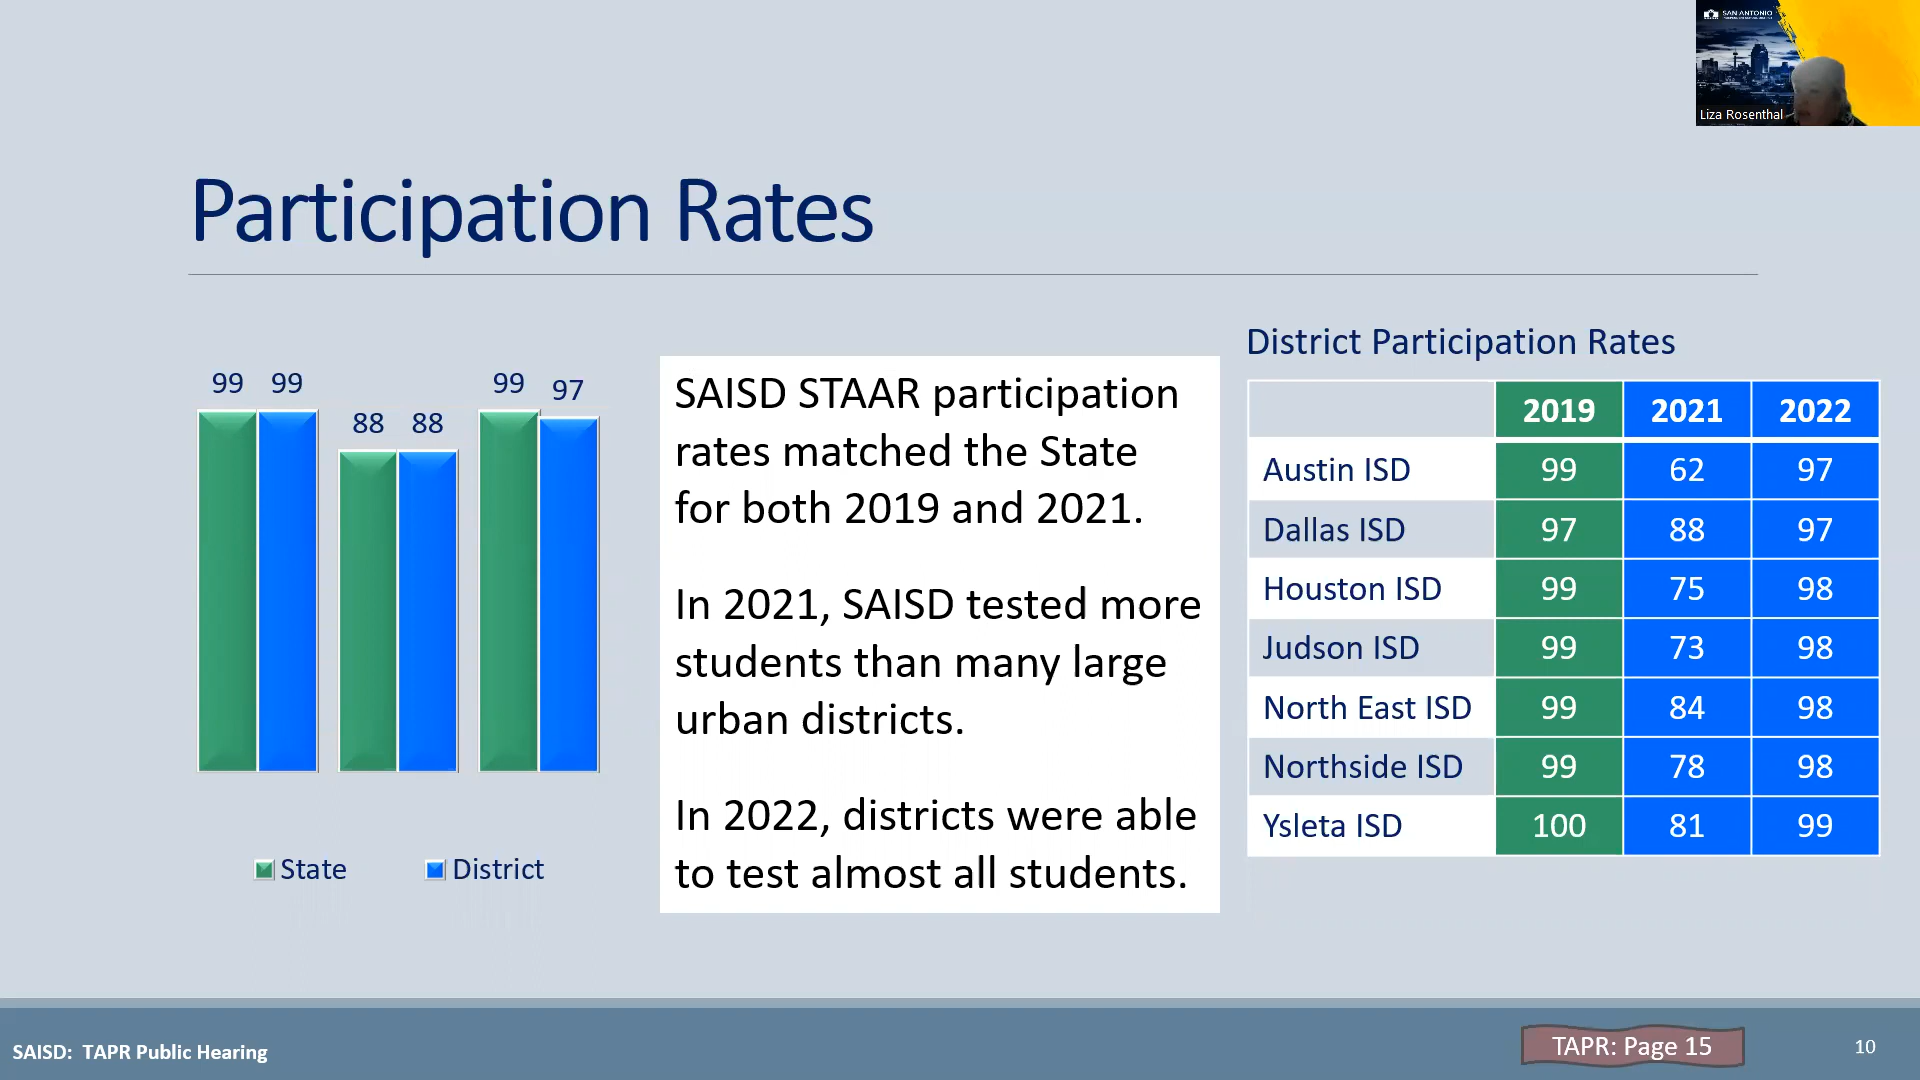 SAN ANTONIO
Liza Rosenthal
Participation Rates
99 99 88 88 99 97
State District
SAISD STAAR participation
rates matched the State
for both 2019 and 2021.
In 2021, SAISD tested more
students than many large
urban districts.
In 2022, districts were able
to test almost all students.
District Participation Rates
2019 2021 2022
Austin ISD 99 62 97
Dallas ISD 97 88 97
Houston ISD 99 75 98
Judson ISD 99 73 98
North East ISD 99 84 98
Northside ISD 99 78 98
Ysleta ISD 100 81 99
SAISD: TAPR Public Hearing
TAPR: Page 15
10